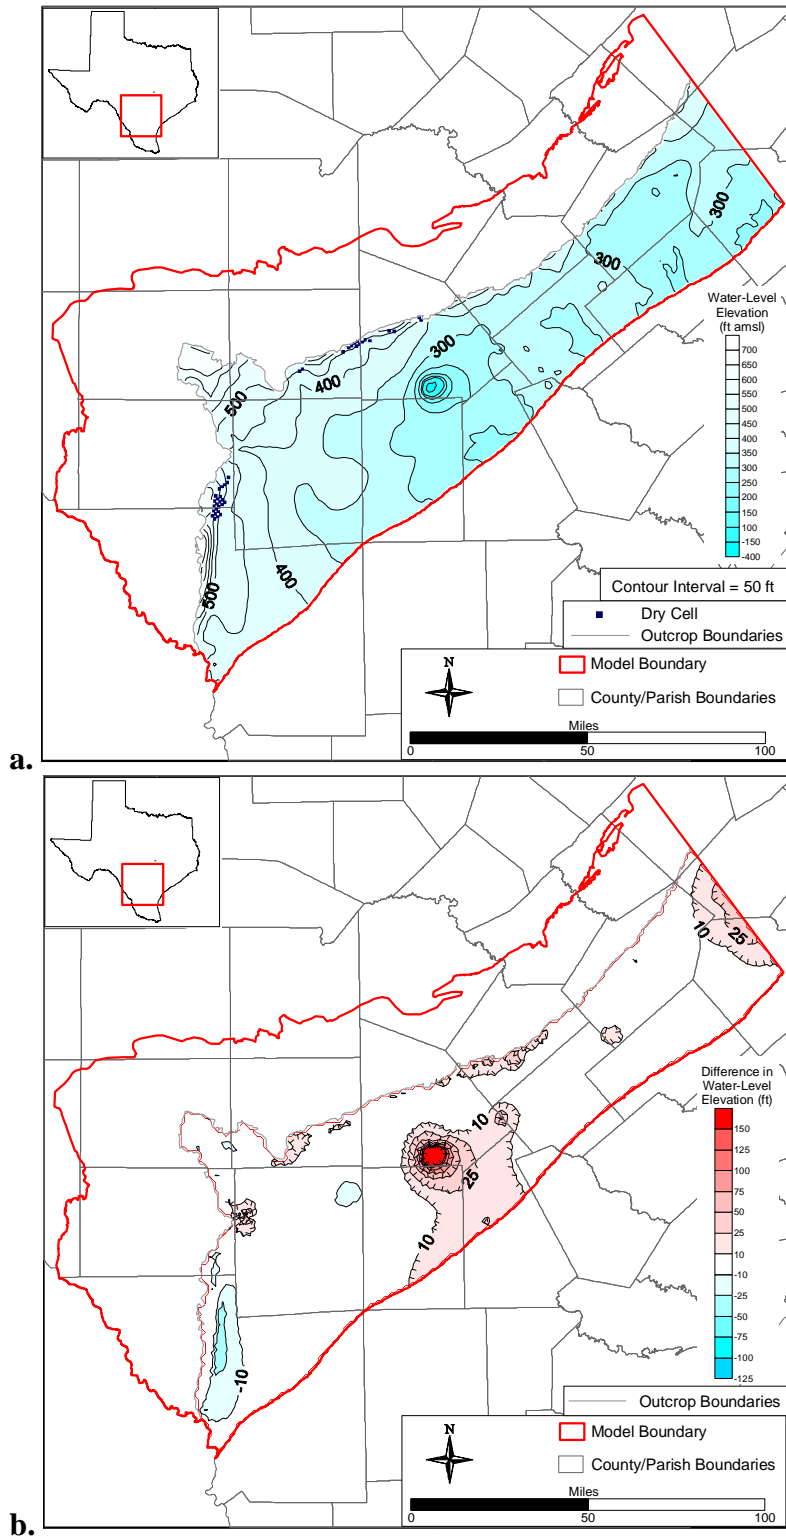 300
300
Water-Level
Elevation
(ft amsl)
300
700
650
600
550
500
450
400
350
300
250
200
150
100
-150
-400
400
500
400
500
Contour Interval = 50 ft
Dry Cell
Outcrop Boundaries
N
Model Boundary
County/Parish Boundaries
Miles
0
50
100
a.
25
10
Difference in
Water-Level
Elevation (ft)
10
150
125
100
75
50
25
10
-10
-25
-50
-75
-100
-125
25
10
-10
Outcrop Boundaries
N
Model Boundary
County/Parish Boundaries
Miles
0
50
100
b.